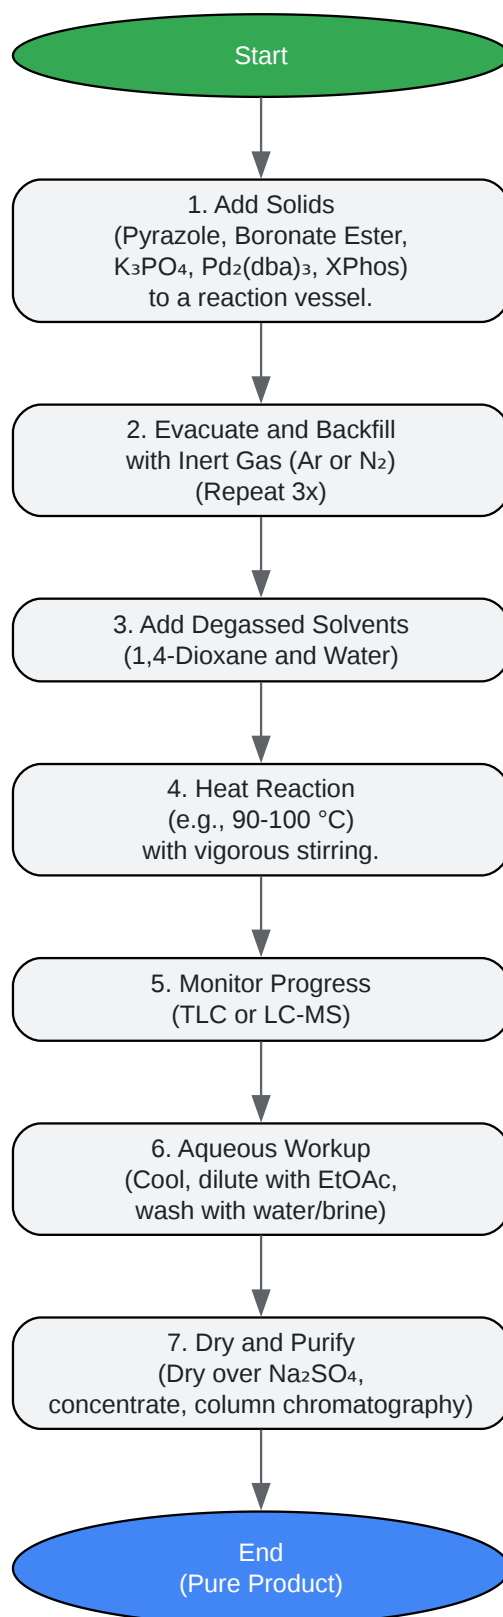 Start
1. Add Solids
(Pyrazole, Boronate Ester,
K₃PO₄, Pd₂(dba)₃, XPhos)
to a reaction vessel.
2. Evacuate and Backfill
with Inert Gas (Ar or N₂)
(Repeat 3x)
3. Add Degassed Solvents
(1,4-Dioxane and Water)
4. Heat Reaction
(e.g., 90-100 °C)
with vigorous stirring.
5. Monitor Progress
(TLC or LC-MS)
6. Aqueous Workup
(Cool, dilute with EtOAc,
wash with water/brine)
7. Dry and Purify
(Dry over Na₂SO₄,
concentrate, column chromatography)
End
(Pure Product)